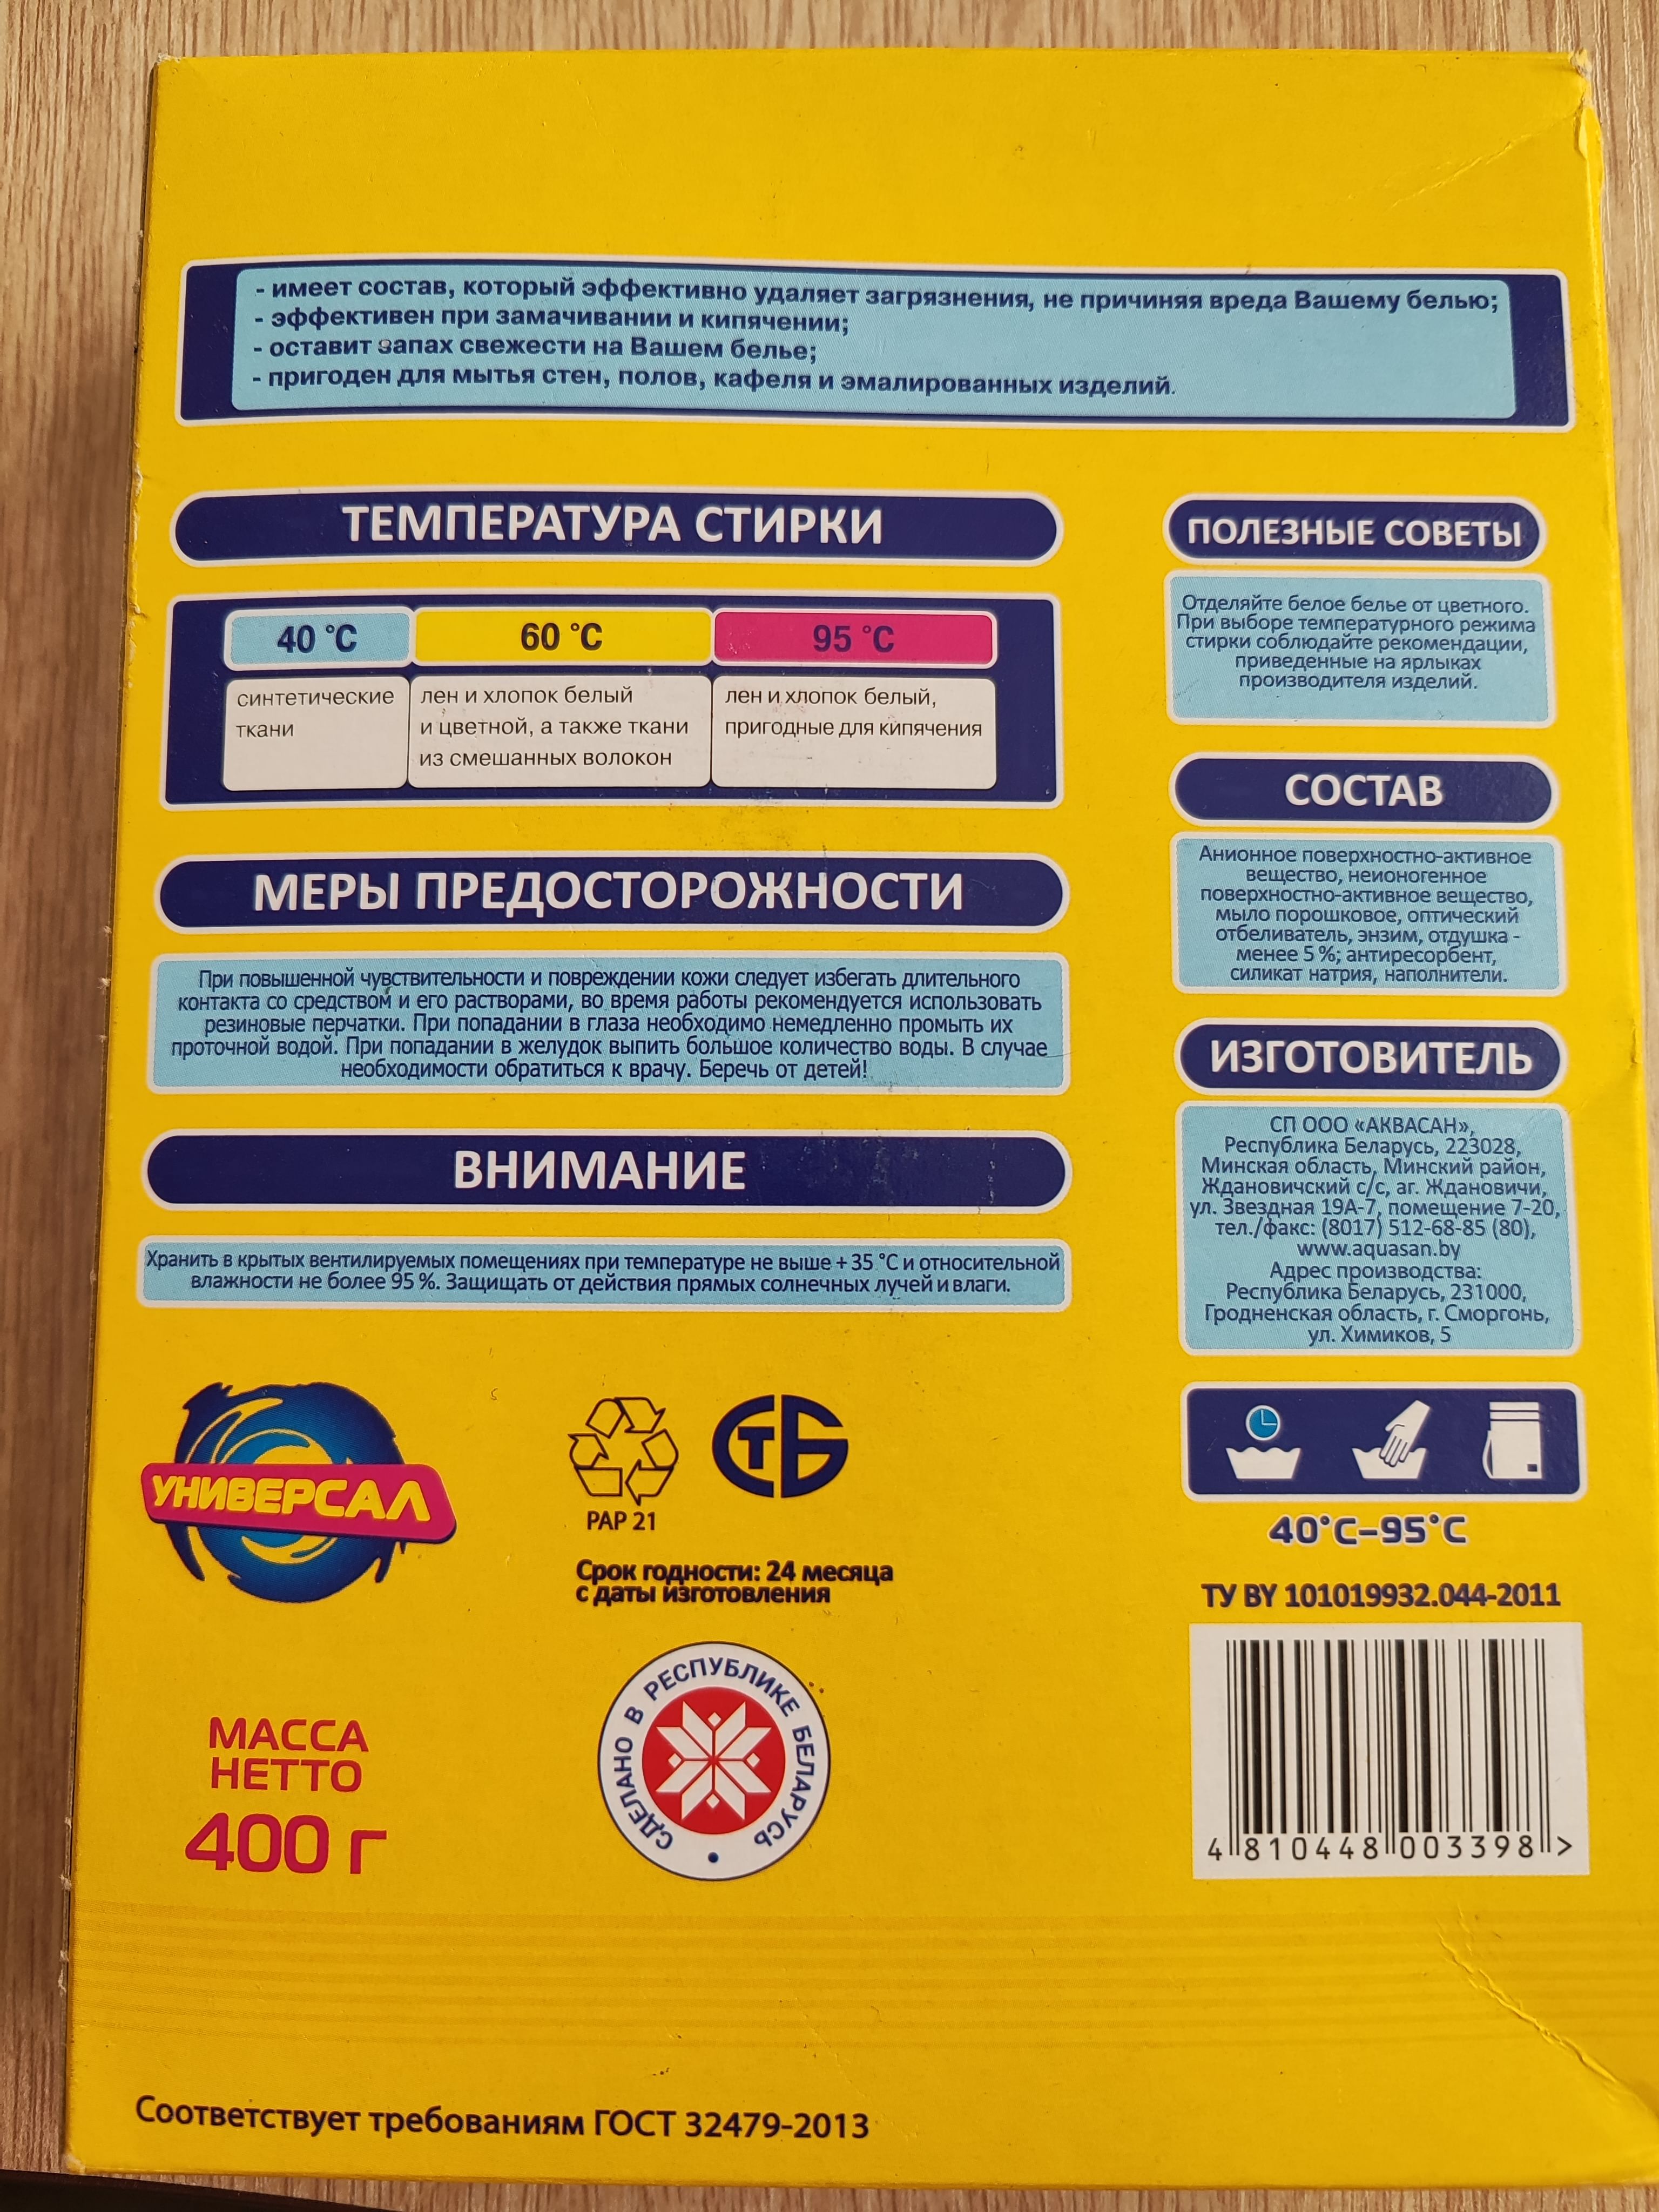 - имеет состав, который эффективно удаляет загрязнения, не причиняя вреда Вашему белью;
- эффективен при замачивании и кипячении;
- оставит запах свежести на Вашем белье;
- пригоден для мытья стен, полов, кафеля и эмалированных изделий.
ТЕМПЕРАТУРА СТИРКИ
40 °C
синтетические
ткани
60 °C
лен и хлопок белый
и цветной, а также ткани
из смешанных волокон
95 °C
лен и хлопок белый,
пригодные для кипячения
МЕРЫ ПРЕДОСТОРОЖНОСТИ
При повышенной чувствительности и повреждении кожи следует избегать длительного
контакта со средством и его растворами, во время работы рекомендуется использовать
резиновые перчатки. При попадании в глаза необходимо немедленно промыть их
проточной водой. При попадании в желудок выпить большое количество воды. В случае
необходимости обратиться к врачу. Беречь от детей!
ВНИМАНИЕ
Хранить в крытых вентилируемых помещениях при температуре не выше + 35 °C и относительной
влажности не более 95 %. Защищать от действия прямых солнечных лучей и влаги.
ПОЛЕЗНЫЕ СОВЕТЫ
Отделяйте белое белье от цветного.
При выборе температурного режима
стирки соблюдайте рекомендации,
приведенные на ярлыках
производителя изделий.
СОСТАВ
Анионное поверхностно-активное
вещество, неионогенное
поверхностно-активное вещество,
мыло порошковое, оптический
отбеливатель, энзим, отдушка -
менее 5 %; антиресорбент,
силикат натрия, наполнители.
ИЗГОТОВИТЕЛЬ
СП ООО «АКВАСАН»,
Республика Беларусь, 223028,
Минская область, Минский район,
Ждановичский с/с, аг. Ждановичи,
ул. Звездная 19А-7, помещение 7-20,
тел./факс: (8017) 512-68-85 (80),
www.aquasan.by
Адрес производства:
Республика Беларусь, 231000,
Гродненская область, г. Сморгонь,
ул. Химиков, 5
40°C–95°C
ТУ BY 101019932.044-2011
4 810448 003398 >
УНИВЕРСАЛ
PAP 21
СТБ
Срок годности: 24 месяца
с даты изготовления
СДЕЛАНО В РЕСПУБЛИКЕ БЕЛАРУСЬ
МАССА
НЕТТО
400 г
Соответствует требованиям ГОСТ 32479-2013